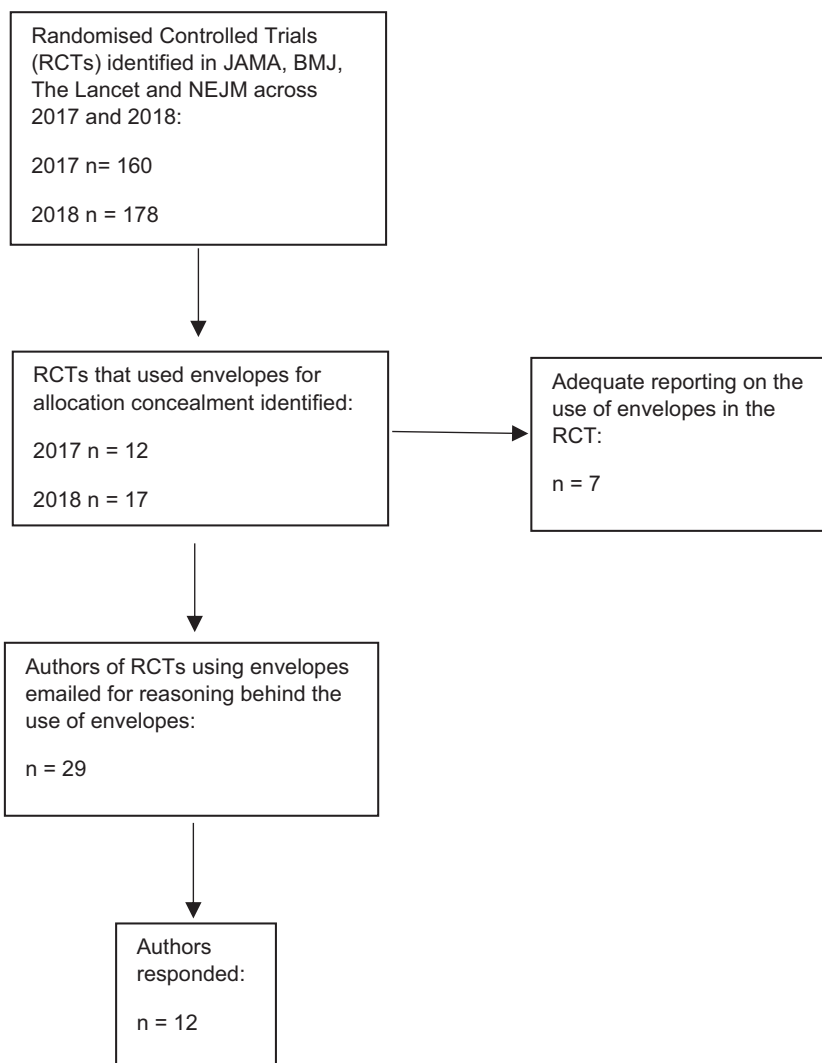 Randomised Controlled Trials
(RCTs) identified in JAMA, BMJ,
The Lancet and NEJM across
2017 and 2018:
2017 n= 160
2018 n = 178
RCTs that used envelopes for
allocation concealment identified:
2017 n = 12
2018 n = 17
Adequate reporting on the
use of envelopes in the
RCT:
n = 7
Authors of RCTs using envelopes
emailed for reasoning behind the
use of envelopes:
n = 29
Authors
responded:
n = 12